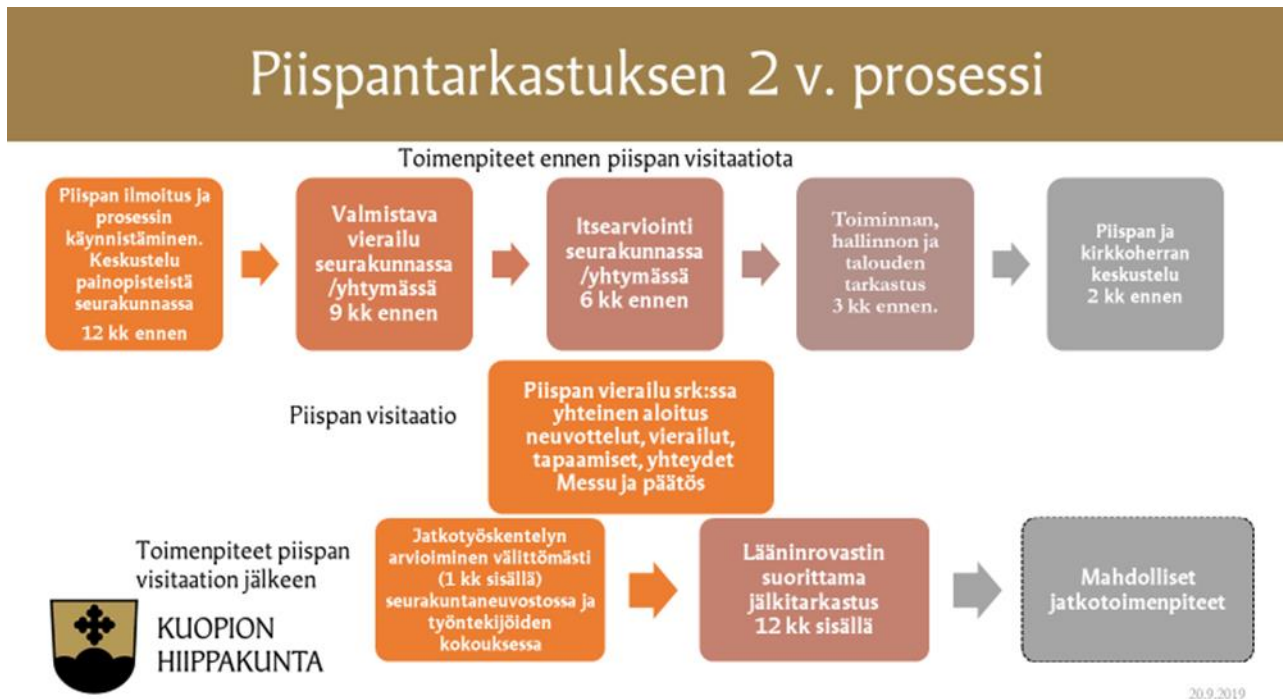 Piispantarkastuksen 2 v. prosessi
Toimenpiteet ennen piispan visitaatiota
Piispan ilmoitus ja
prosessin
käynnistäminen.
Keskustelu
painopisteistä
seurakunnassa
12 kk ennen
Valmistava
vierailu
seurakunnassa
/yhtymässä
9 kk ennen
Itsearviointi
seurakunnassa
/yhtymässä
6 kk ennen
Toiminnan,
hallinnon ja
talouden
tarkastus
3 kk ennen.
Piispan ja
kirkkoherran
keskustelu
2 kk ennen
Piispan visitaatio
Piispan vierailu srk:ssa
yhteinen aloitus
neuvottelut, vierailut,
tapaamiset, yhteydet
Messu ja päätös
Toimenpiteet piispan
visitaation jälkeen
Jatkotyöskentelyn
arvioiminen välittömästi
(1 kk sisällä)
seurakuntaneuvostossa ja
työntekijöiden
kokouksessa
Lääninrovastin
suorittama
jälkitarkastus
12 kk sisällä
Mahdolliset
jatkotoimenpiteet
KUOPION
HIIPPAKUNTA
20.9.2019